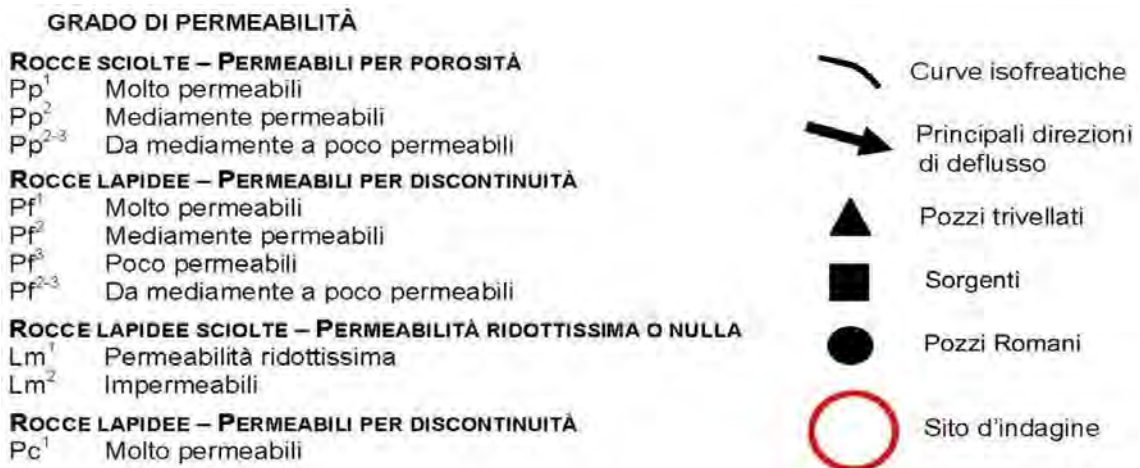 GRADO DI PERMEABILITÀ
ROCCE SCIOLTE – PERMEABILI PER POROSITÀ
Pp¹ Molto permeabili
Pp² Mediamente permeabili
Pp²⁻³ Da mediamente a poco permeabili
ROCCE LAPIDEE – PERMEABILI PER DISCONTINUITÀ
Pf¹ Molto permeabili
Pf² Mediamente permeabili
Pf³ Poco permeabili
Pf²⁻³ Da mediamente a poco permeabili
ROCCE LAPIDEE SCIOLTE – PERMEABILITÀ RIDOTTISSIMA O NULLA
Lm¹ Permeabilità ridottissima
Lm² Impermeabili
ROCCE LAPIDEE – PERMEABILI PER DISCONTINUITÀ
Pc¹ Molto permeabili
Curve isofreatiche
Principali direzioni
di deflusso
Pozzi trivellati
Sorgenti
Pozzi Romani
Sito d'indagine